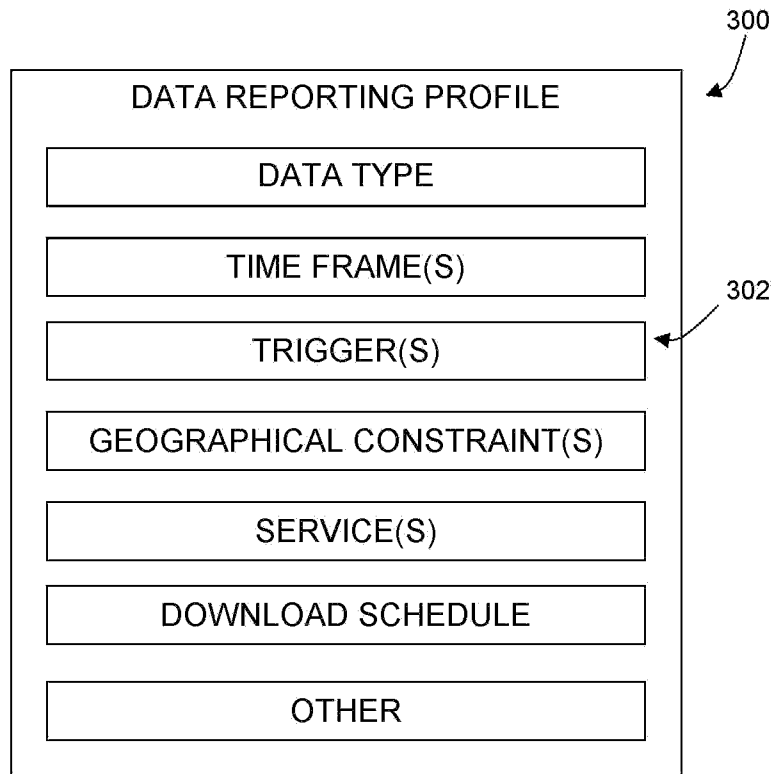 300
DATA REPORTING PROFILE
DATA TYPE
TIME FRAME(S)
302
TRIGGER(S)
GEOGRAPHICAL CONSTRAINT(S)
SERVICE(S)
DOWNLOAD SCHEDULE
OTHER